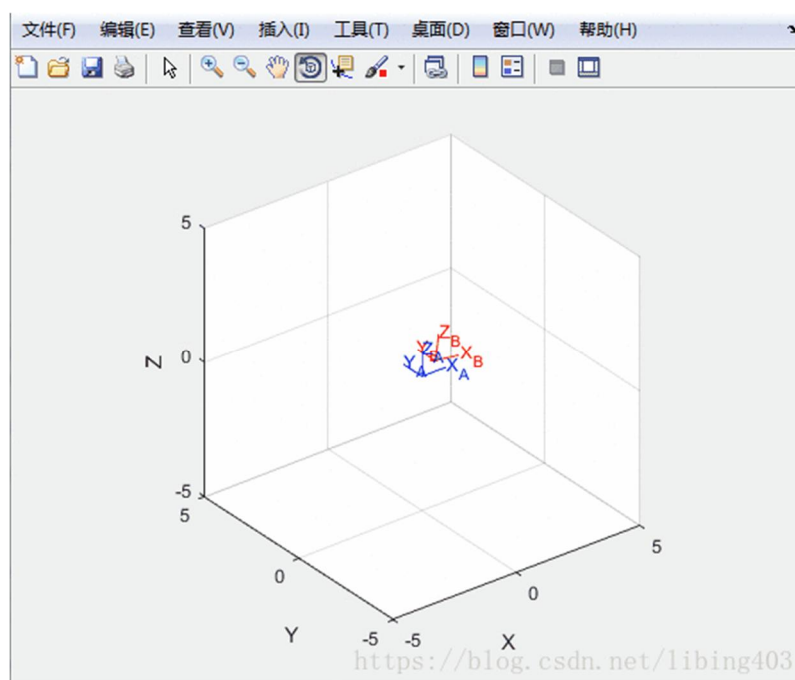 文件(F) 编辑(E) 查看(V) 插入(I) 工具(T) 桌面(D) 窗口(W) 帮助(H)
5
Z
0
-5
5
0
Y
-5
-5
X
0
5
Z B
Y B
X B
Z A
Y A
X A
https://blog.csdn.net/libing403